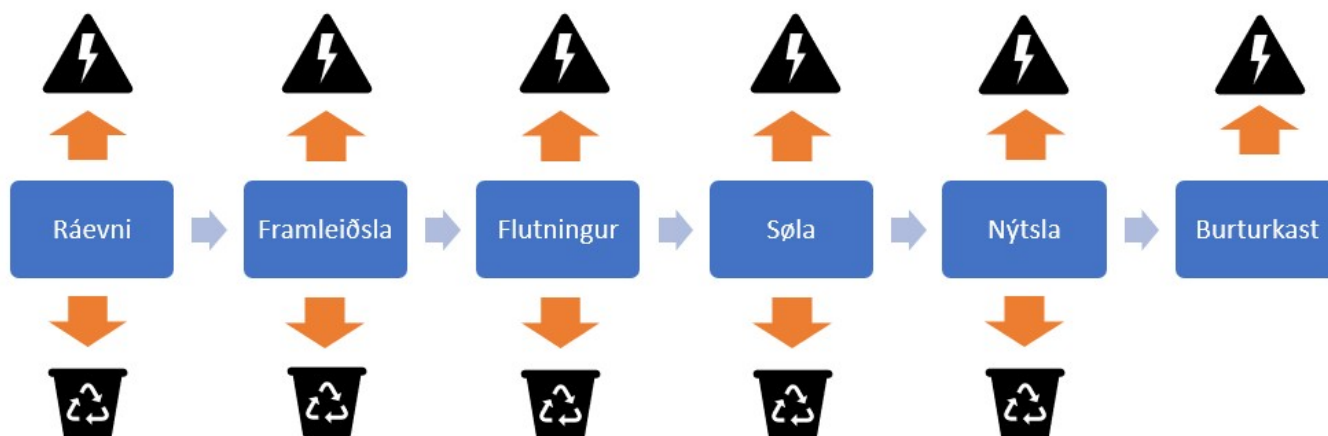 Ráevni
Framleiðsla
Flutningur
Søla
Nýtsla
Burturkast